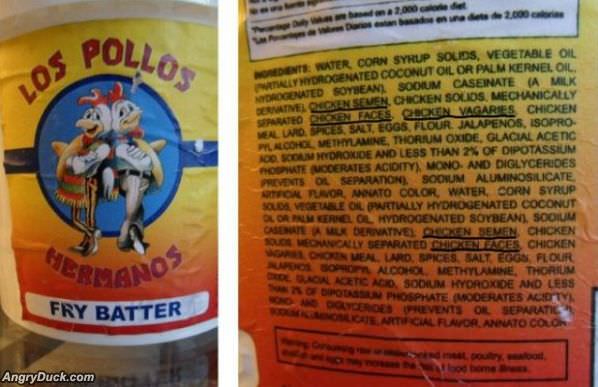 LOS POLLOS
HERMANOS
FRY BATTER
AngryDuck.com
*Percentage Daily Values are based on a 2,000 calorie diet.
*Los Porcentajes de Valores Diarios estan basados en una dieta de 2,000 calorias
INGREDIENTS: WATER, CORN SYRUP SOLIDS, VEGETABLE OIL
(PARTIALLY HYDROGENATED COCONUT OIL OR PALM KERNEL OIL,
HYDROGENATED SOYBEAN), SODIUM CASEINATE (A MILK
DERIVATIVE), CHICKEN SEMEN, CHICKEN SOLIDS, MECHANICALLY
SEPARATED CHICKEN FACES, CHICKEN VAGARIES, CHICKEN
MEAL, LARD, SPICES, SALT, EGGS, FLOUR, JALAPENOS, ISOPRO-
PYL ALCOHOL, METHYLAMINE, THORIUM OXIDE, GLACIAL ACETIC
ACID, SODIUM HYDROXIDE AND LESS THAN 2% OF DIPOTASSIUM
PHOSPHATE (MODERATES ACIDITY), MONO- AND DIGLYCERIDES
(PREVENTS OIL SEPARATION), SODIUM ALUMINOSILICATE,
ARTIFICIAL FLAVOR, ANNATO COLOR, WATER, CORN SYRUP
SOLIDS, VEGETABLE OIL (PARTIALLY HYDROGENATED COCONUT
OIL OR PALM KERNEL OIL, HYDROGENATED SOYBEAN), SODIUM
CASEINATE (A MILK DERIVATIVE), CHICKEN SEMEN, CHICKEN
SOLIDS, MECHANICALLY SEPARATED CHICKEN FACES, CHICKEN
VAGARIES, CHICKEN MEAL, LARD, SPICES, SALT, EGGS, FLOUR,
JALAPENOS, ISOPROPYL ALCOHOL, METHYLAMINE, THORIUM
OXIDE, GLACIAL ACETIC ACID, SODIUM HYDROXIDE AND LESS
THAN 2% OF DIPOTASSIUM PHOSPHATE (MODERATES ACIDITY),
MONO- AND DIGLYCERIDES (PREVENTS OIL SEPARATION),
SODIUM ALUMINOSILICATE, ARTIFICIAL FLAVOR, ANNATO COLOR
Warning: Consuming raw or undercooked meat, poultry, seafood,
shellfish and eggs may increase the of food borne illness.